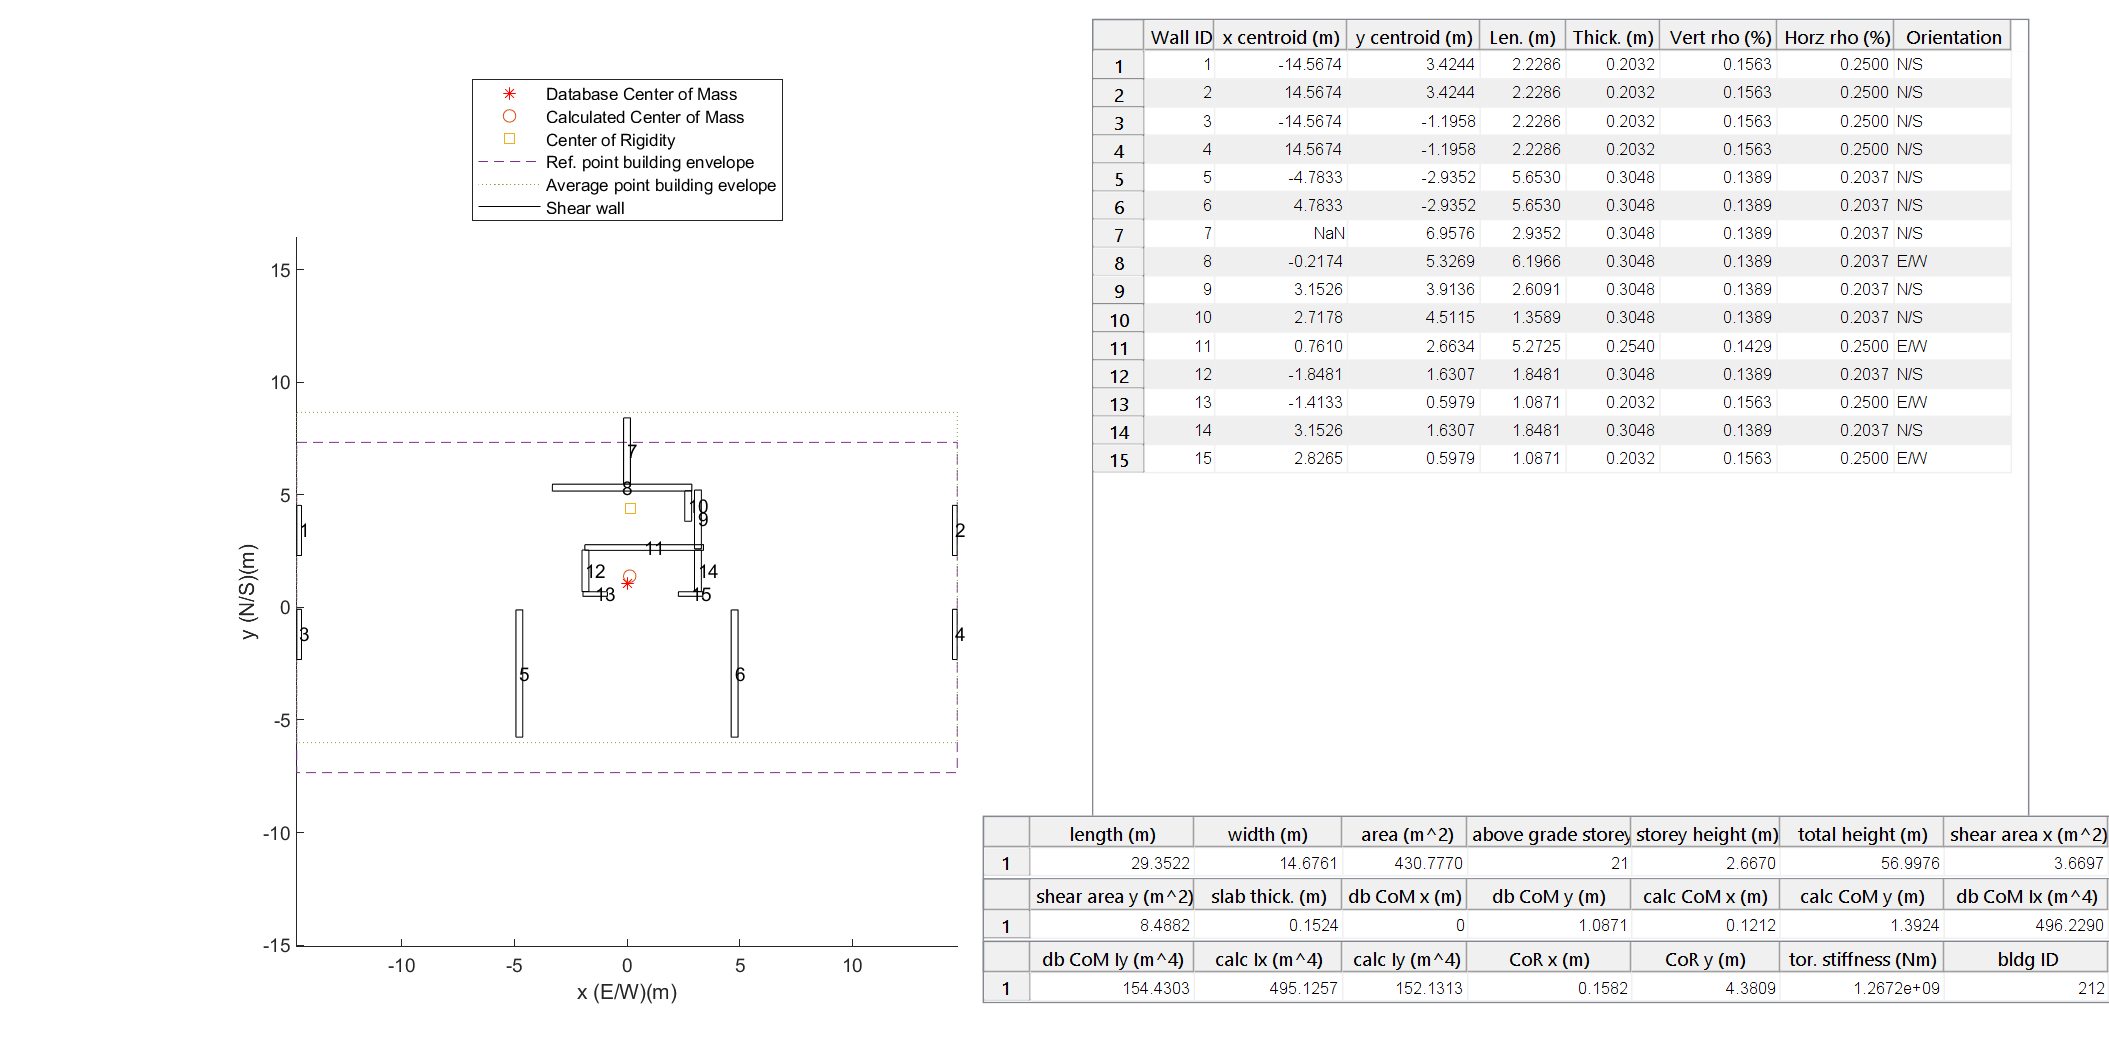 Database Center of Mass
Calculated Center of Mass
Center of Rigidity
Ref. point building envelope
Average point building evelope
Shear wall
15
10
5
0
-5
-10
-15
y (N/S)(m)
-10 -5 0 5 10
x (E/W)(m)
7
8
10
9
1
2
11
12
14
13
15
3
4
5
6
Wall ID x centroid (m) y centroid (m) Len. (m) Thick. (m) Vert rho (%) Horz rho (%) Orientation
1 1 -14.5674 3.4244 2.2286 0.2032 0.1563 0.2500 N/S
2 2 14.5674 3.4244 2.2286 0.2032 0.1563 0.2500 N/S
3 3 -14.5674 -1.1958 2.2286 0.2032 0.1563 0.2500 N/S
4 4 14.5674 -1.1958 2.2286 0.2032 0.1563 0.2500 N/S
5 5 -4.7833 -2.9352 5.6530 0.3048 0.1389 0.2037 N/S
6 6 4.7833 -2.9352 5.6530 0.3048 0.1389 0.2037 N/S
7 7 NaN 6.9576 2.9352 0.3048 0.1389 0.2037 N/S
8 8 -0.2174 5.3269 6.1966 0.3048 0.1389 0.2037 E/W
9 9 3.1526 3.9136 2.6091 0.3048 0.1389 0.2037 N/S
10 10 2.7178 4.5115 1.3589 0.3048 0.1389 0.2037 N/S
11 11 0.7610 2.6634 5.2725 0.2540 0.1429 0.2500 E/W
12 12 -1.8481 1.6307 1.8481 0.3048 0.1389 0.2037 N/S
13 13 -1.4133 0.5979 1.0871 0.2032 0.1563 0.2500 E/W
14 14 3.1526 1.6307 1.8481 0.3048 0.1389 0.2037 N/S
15 15 2.8265 0.5979 1.0871 0.2032 0.1563 0.2500 E/W
length (m) width (m) area (m^2) above grade storey storey height (m) total height (m) shear area x (m^2)
1 29.3522 14.6761 430.7770 21 2.6670 56.9976 3.6697
shear area y (m^2) slab thick. (m) db CoM x (m) db CoM y (m) calc CoM x (m) calc CoM y (m) db CoM Ix (m^4)
1 8.4882 0.1524 0 1.0871 0.1212 1.3924 496.2290
db CoM Iy (m^4) calc Ix (m^4) calc Iy (m^4) CoR x (m) CoR y (m) tor. stiffness (Nm) bldg ID
1 154.4303 495.1257 152.1313 0.1582 4.3809 1.2672e+09 212